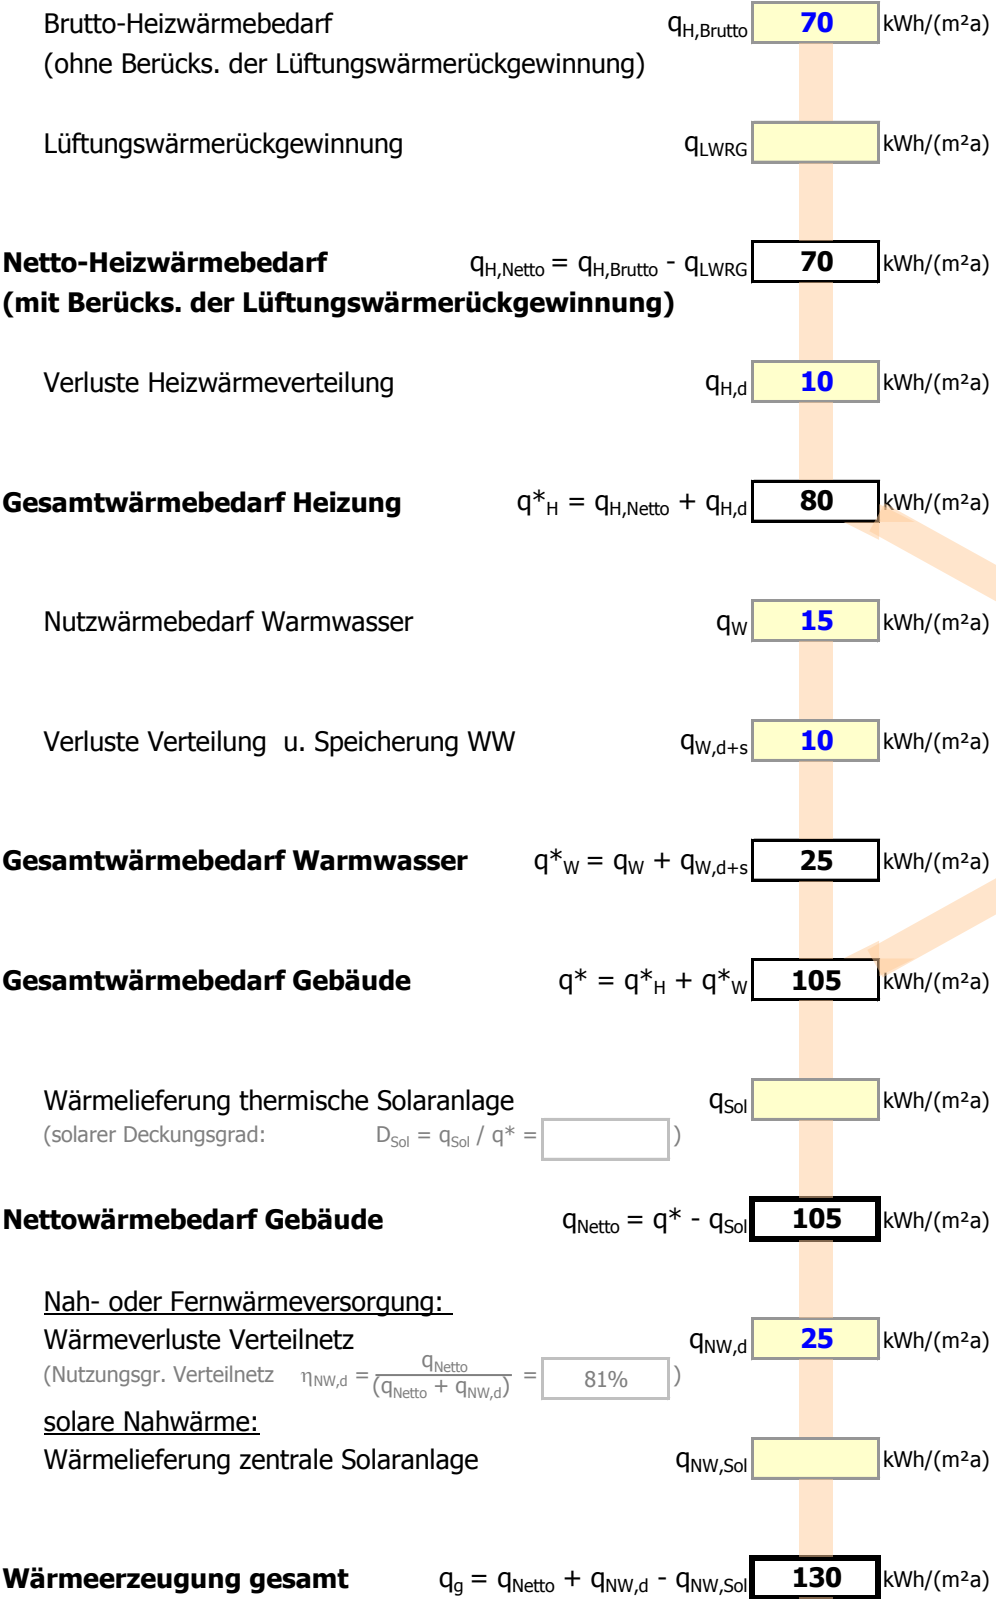 Brutto-Heizwärmebedarf q_H,Brutto 70 kWh/(m²a)
(ohne Berücks. der Lüftungswärmerückgewinnung)
Lüftungswärmerückgewinnung q_LWRG kWh/(m²a)
Netto-Heizwärmebedarf q_H,Netto = q_H,Brutto - q_LWRG 70 kWh/(m²a)
(mit Berücks. der Lüftungswärmerückgewinnung)
Verluste Heizwärmeverteilung q_H,d 10 kWh/(m²a)
Gesamtwärmebedarf Heizung q*_H = q_H,Netto + q_H,d 80 kWh/(m²a)
Nutzwärmebedarf Warmwasser q_W 15 kWh/(m²a)
Verluste Verteilung u. Speicherung WW q_W,d+s 10 kWh/(m²a)
Gesamtwärmebedarf Warmwasser q*_W = q_W + q_W,d+s 25 kWh/(m²a)
Gesamtwärmebedarf Gebäude q* = q*_H + q*_W 105 kWh/(m²a)
Wärmelieferung thermische Solaranlage q_Sol kWh/(m²a)
(solarer Deckungsgrad: D_Sol = q_Sol / q* = )
Nettowärmebedarf Gebäude q_Netto = q* - q_Sol 105 kWh/(m²a)
Nah- oder Fernwärmeversorgung:
Wärmeverluste Verteilnetz q_NW,d 25 kWh/(m²a)
(Nutzungsgr. Verteilnetz η_NW,d = q_Netto / (q_Netto + q_NW,d) = 81% )
solare Nahwärme:
Wärmelieferung zentrale Solaranlage q_NW,Sol kWh/(m²a)
Wärmeerzeugung gesamt q_g = q_Netto + q_NW,d - q_NW,Sol 130 kWh/(m²a)